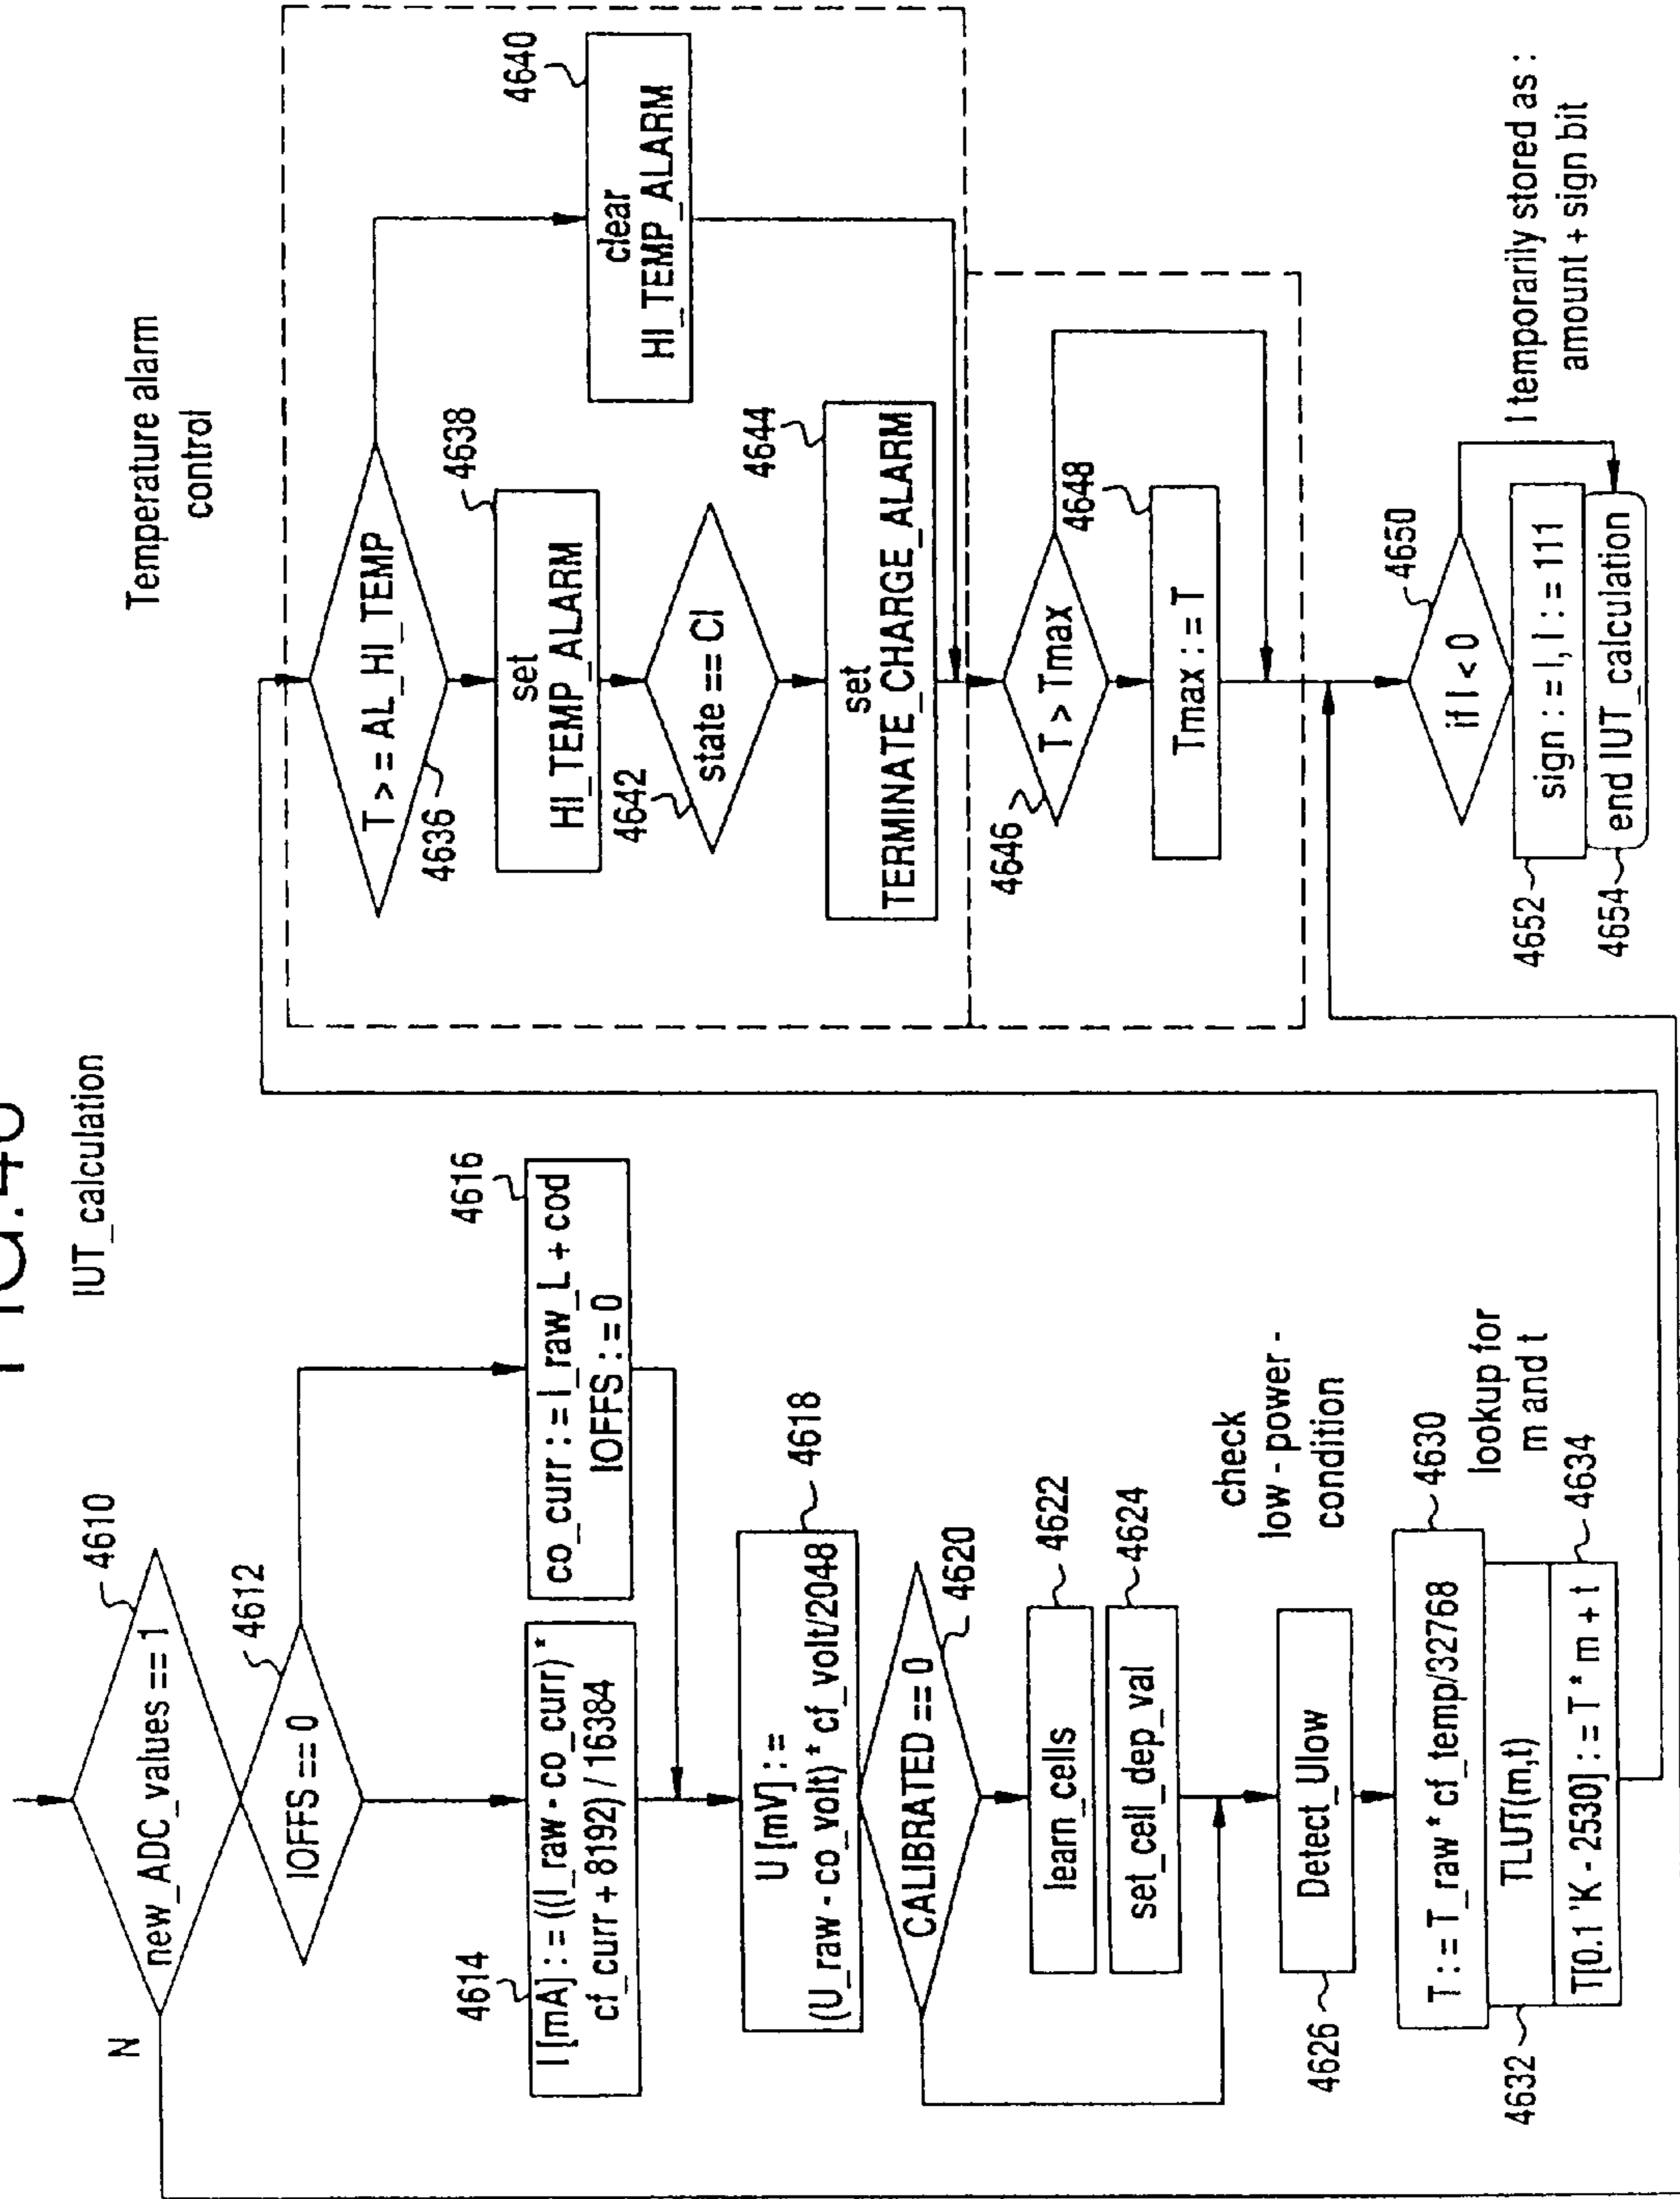 IUT_calculation
new_ADC_values == 1
4610
N
IOFFS == 0
4612
4614
I [mA] : = ((I_raw - co_curr) *
cf_curr + 8192) / 16384
4616
co_curr : = I_raw_L + cod
IOFFS : = 0
U [mV] : =
(U_raw - co_volt) * cf_volt/2048
4618
CALIBRATED == 0
4620
learn_cells
4622
set_cell_dep_val
4624
check
low - power -
condition
Detect_Ulow
4626
T : = T_raw * cf_temp/32768
4630
lookup for
m and t
TLUT(m,t)
4632
T[0.1 'K - 2530] : = T * m + t
4634
Temperature alarm
control
T > = AL_HI_TEMP
4636
set
HI_TEMP_ALARM
4638
clear
HI_TEMP_ALARM
4640
state == CI
4642
set
TERMINATE_CHARGE_ALARM
4644
T > Tmax
4646
Tmax : = T
4648
if I < 0
4650
sign : = I, I : = 111
4652
end IUT_calculation
4654
I temporarily stored as :
amount + sign bit